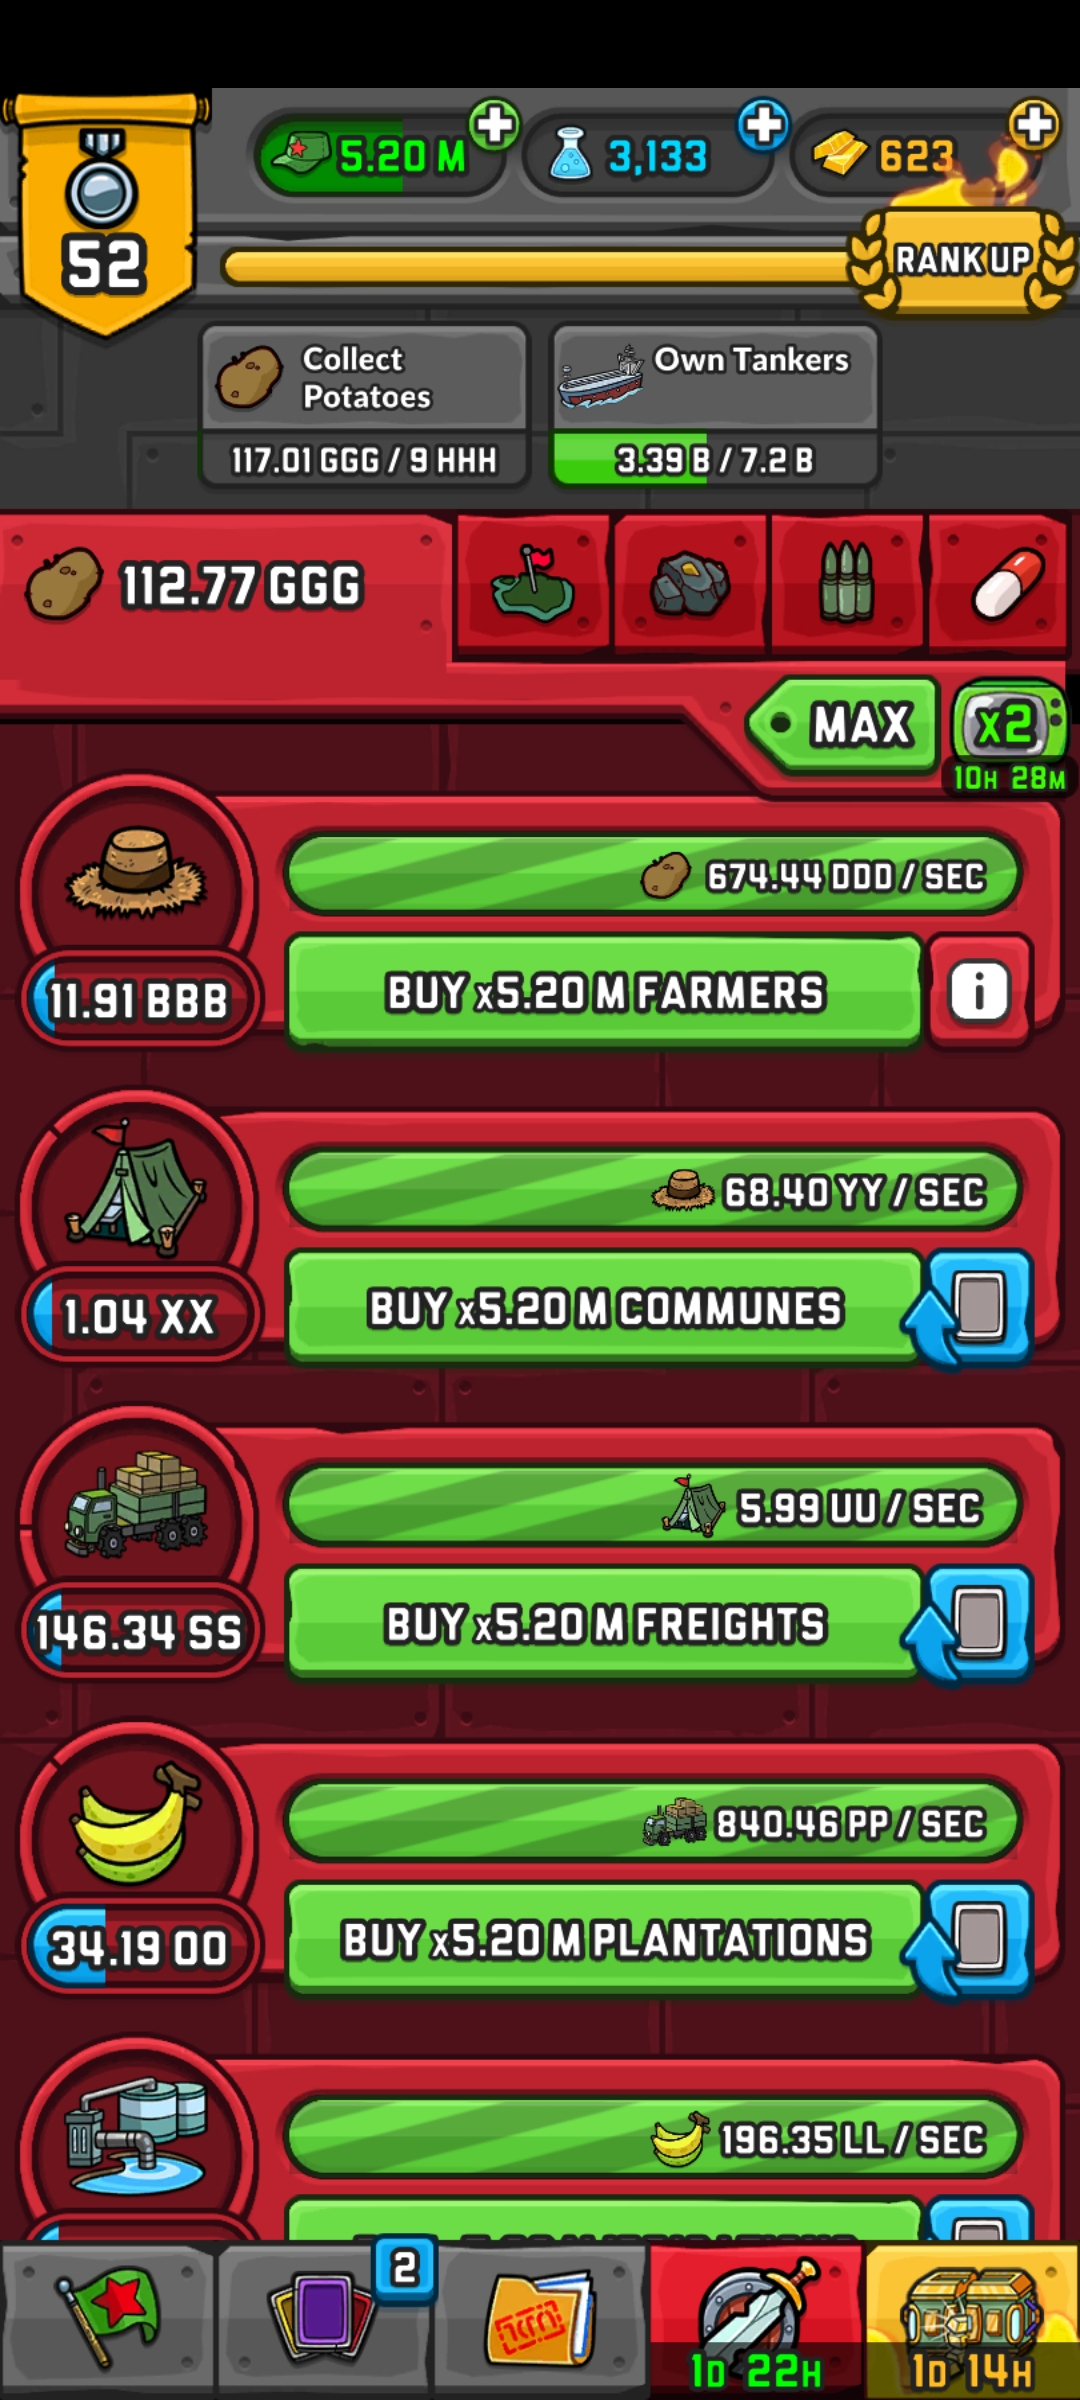 5.20 M
3,133
623
52
RANK UP
Collect
Potatoes
Own Tankers
117.01 GGG / 9 HHH
3.39 B / 7.2 B
112.77 GGG
MAX
x2
10H 28M
674.44 DDD / SEC
11.91 BBB
BUY x5.20 M FARMERS
i
68.40 YY / SEC
1.04 XX
BUY x5.20 M COMMUNES
5.99 UU / SEC
146.34 SS
BUY x5.20 M FREIGHTS
840.46 PP / SEC
34.19 OO
BUY x5.20 M PLANTATIONS
196.35 LL / SEC
2
1D 22H
1D 14H